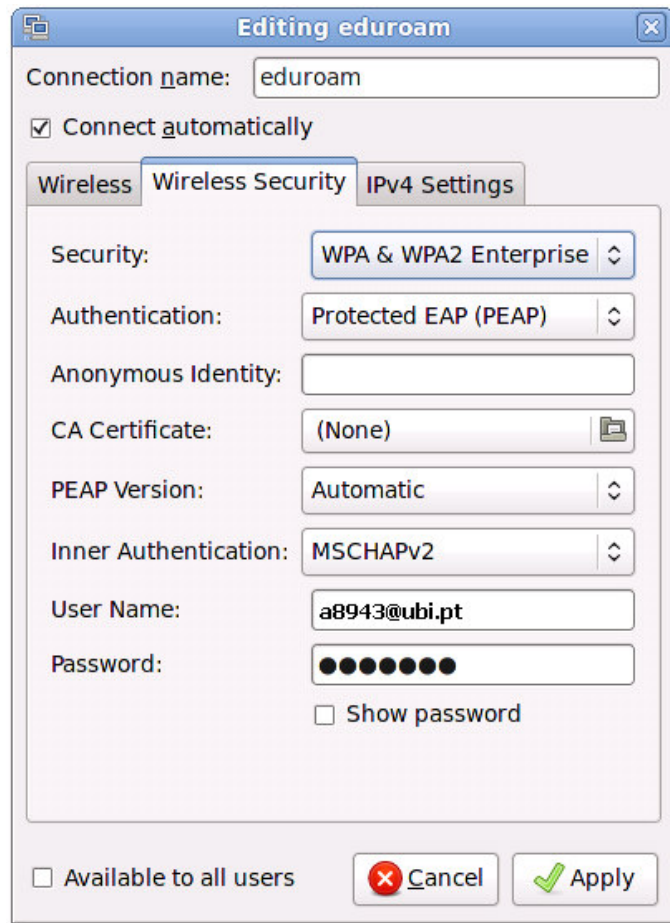 Editing eduroam
Connection name: eduroam
Connect automatically
Wireless Wireless Security IPv4 Settings
Security: WPA & WPA2 Enterprise
Authentication: Protected EAP (PEAP)
Anonymous Identity:
CA Certificate: (None)
PEAP Version: Automatic
Inner Authentication: MSCHAPv2
User Name: a8943@ubi.pt
Password: ●●●●●●●
Show password
Available to all users Cancel Apply